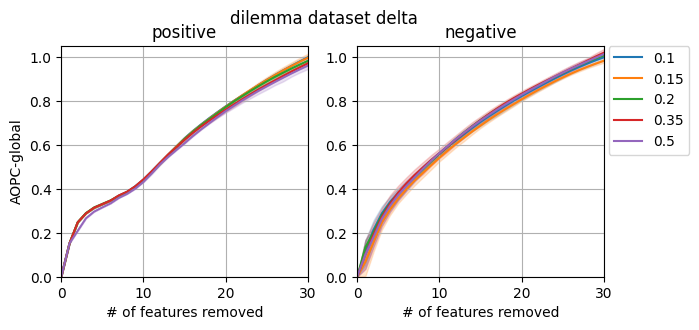 dilemma dataset delta
positive
negative
AOPC-global
1.0
0.8
0.6
0.4
0.2
0.0
0 10 20 30
# of features removed
1.0
0.8
0.6
0.4
0.2
0.0
0 10 20 30
# of features removed
0.1
0.15
0.2
0.35
0.5